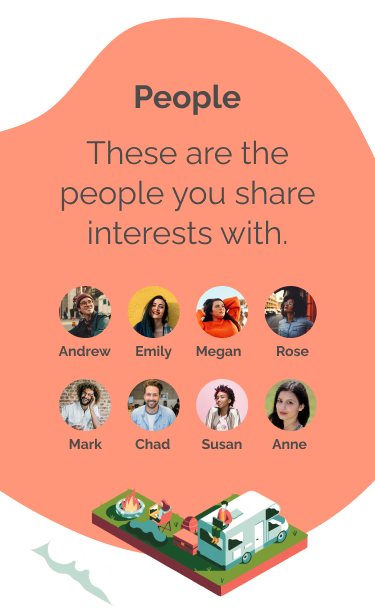 People
These are the
people you share
interests with.
Andrew Emily Megan Rose
Mark Chad Susan Anne